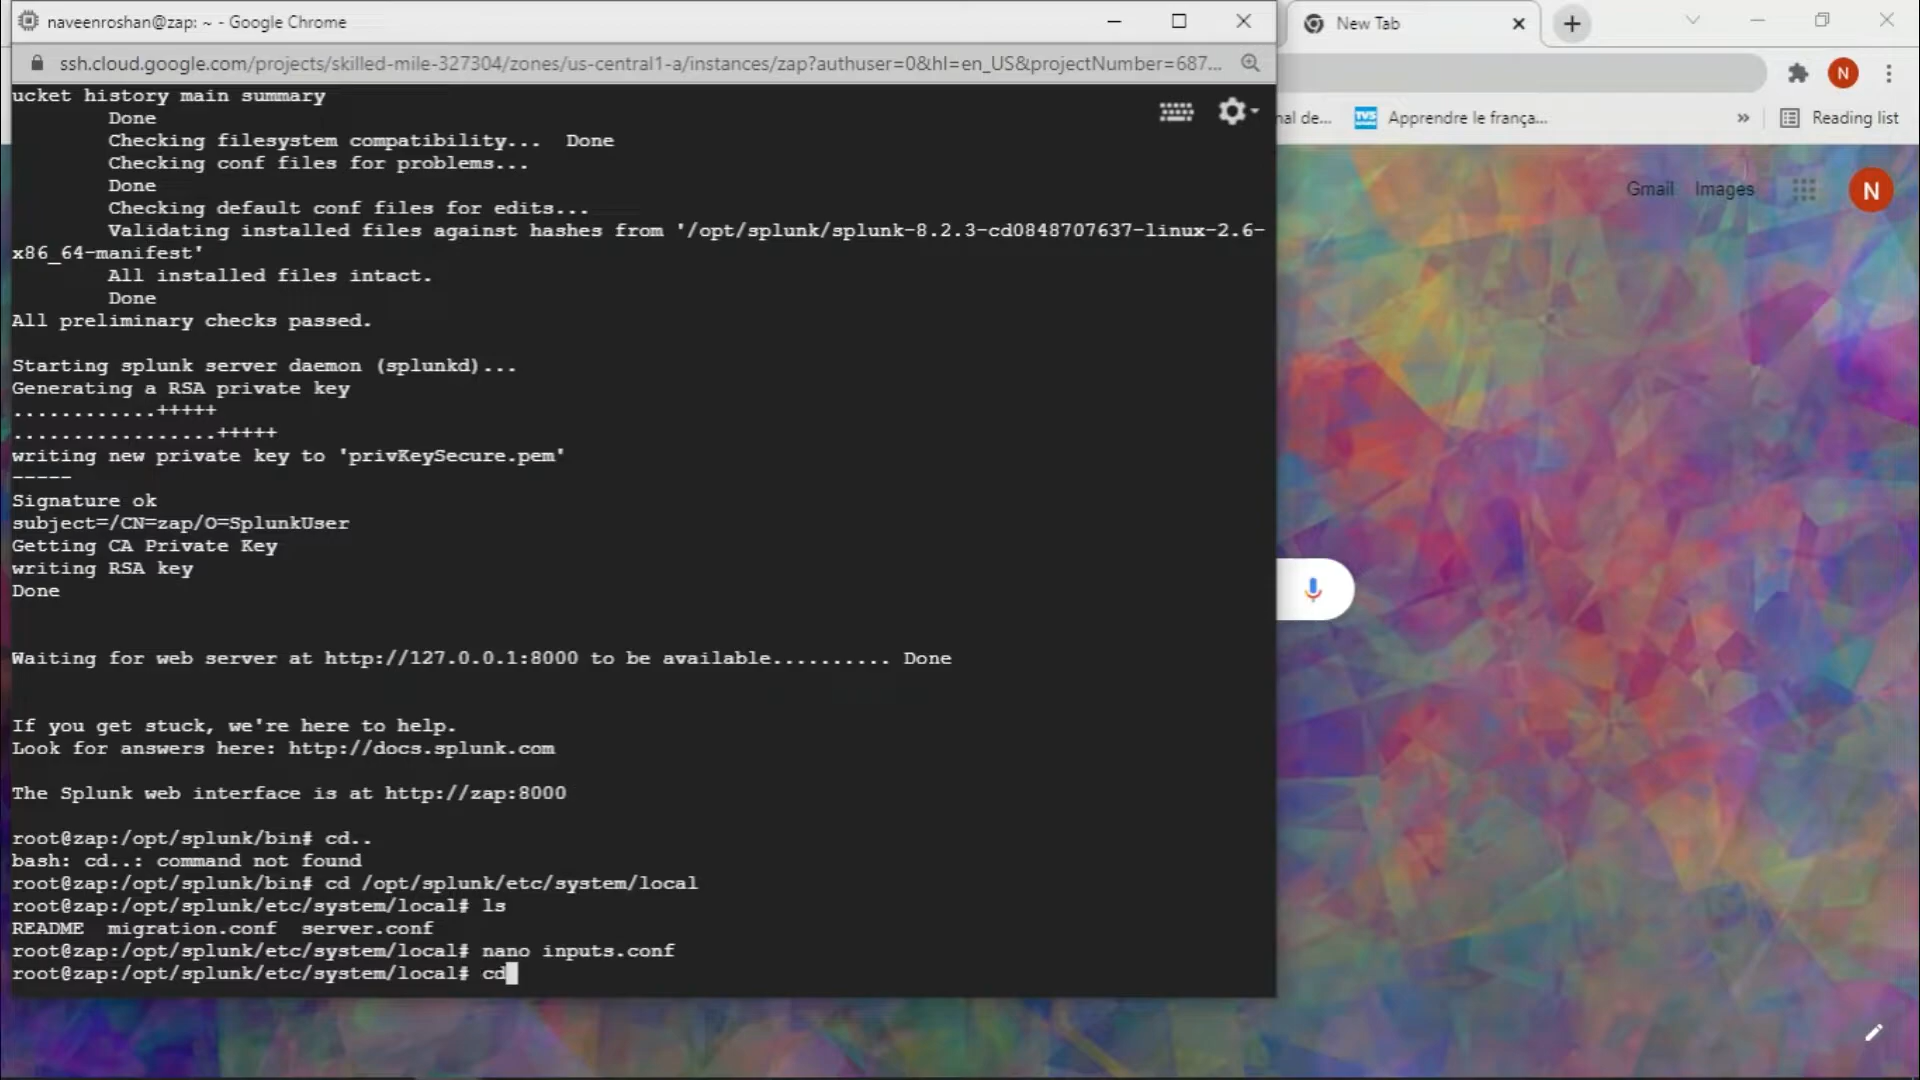 naveenroshan@zap: ~ - Google Chrome
New Tab
ssh.cloud.google.com/projects/skilled-mile-327304/zones/us-central1-a/instances/zap?authuser=0&hl=en_US&projectNumber=687...
N
nal de...
TV5
Apprendre le frança...
»
Reading list
Gmail
Images
N
ucket history main summary
Done
Checking filesystem compatibility... Done
Checking conf files for problems...
Done
Checking default conf files for edits...
Validating installed files against hashes from '/opt/splunk/splunk-8.2.3-cd0848707637-linux-2.6-
x86_64-manifest'
All installed files intact.
Done
All preliminary checks passed.
Starting splunk server daemon (splunkd)...
Generating a RSA private key
............+++++
.................+++++
writing new private key to 'privKeySecure.pem'
-----
Signature ok
subject=/CN=zap/O=SplunkUser
Getting CA Private Key
writing RSA key
Done
Waiting for web server at http://127.0.0.1:8000 to be available.......... Done
If you get stuck, we're here to help.
Look for answers here: http://docs.splunk.com
The Splunk web interface is at http://zap:8000
root@zap:/opt/splunk/bin# cd..
bash: cd..: command not found
root@zap:/opt/splunk/bin# cd /opt/splunk/etc/system/local
root@zap:/opt/splunk/etc/system/local# ls
README migration.conf server.conf
root@zap:/opt/splunk/etc/system/local# nano inputs.conf
root@zap:/opt/splunk/etc/system/local# cd